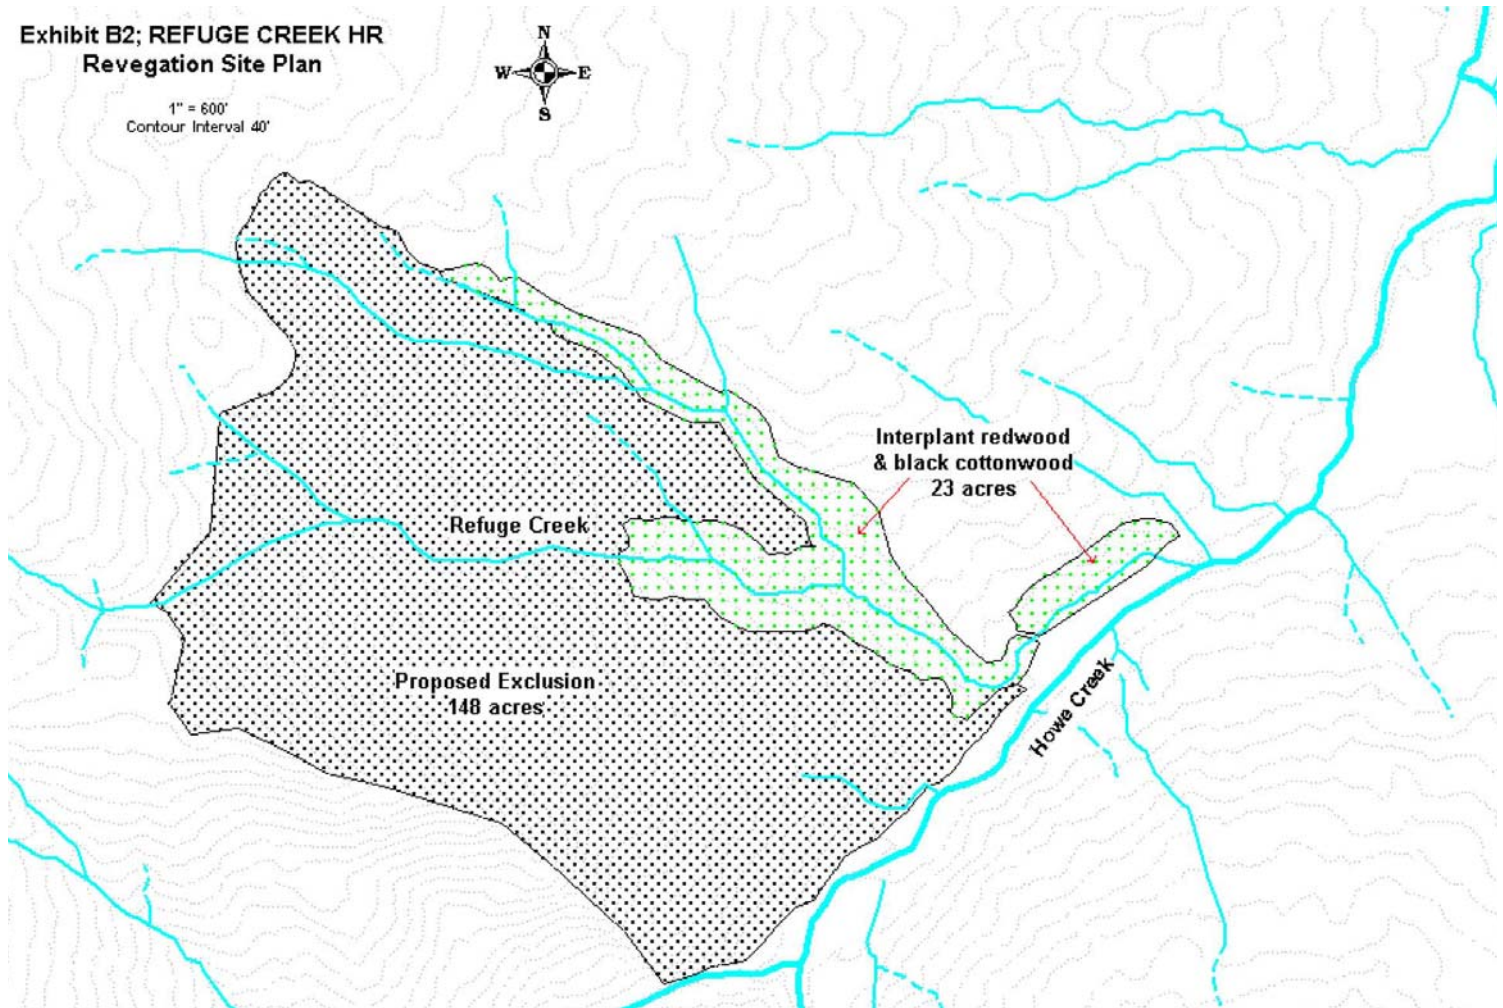 Exhibit B2; REFUGE CREEK HR
Revegation Site Plan
1" = 600'
Contour Interval 40'
N
W E
S
Interplant redwood
& black cottonwood
23 acres
Refuge Creek
Proposed Exclusion
148 acres
Howe Creek